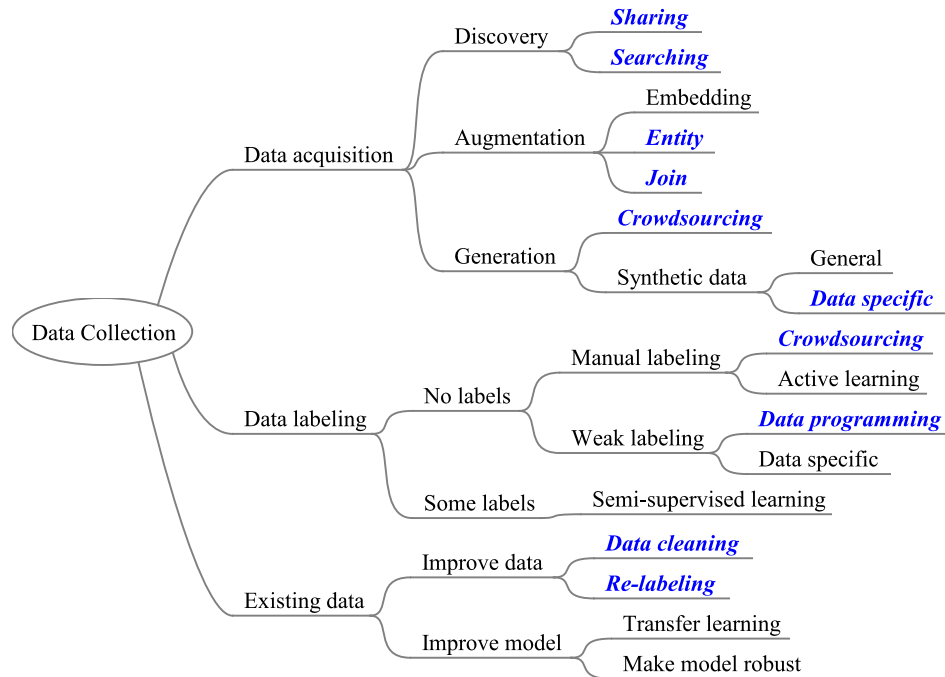 Data Collection
Data acquisition
Discovery
Sharing
Searching
Augmentation
Embedding
Entity
Join
Generation
Crowdsourcing
Synthetic data
General
Data specific
Data labeling
No labels
Manual labeling
Crowdsourcing
Active learning
Weak labeling
Data programming
Data specific
Some labels
Semi-supervised learning
Existing data
Improve data
Data cleaning
Re-labeling
Improve model
Transfer learning
Make model robust